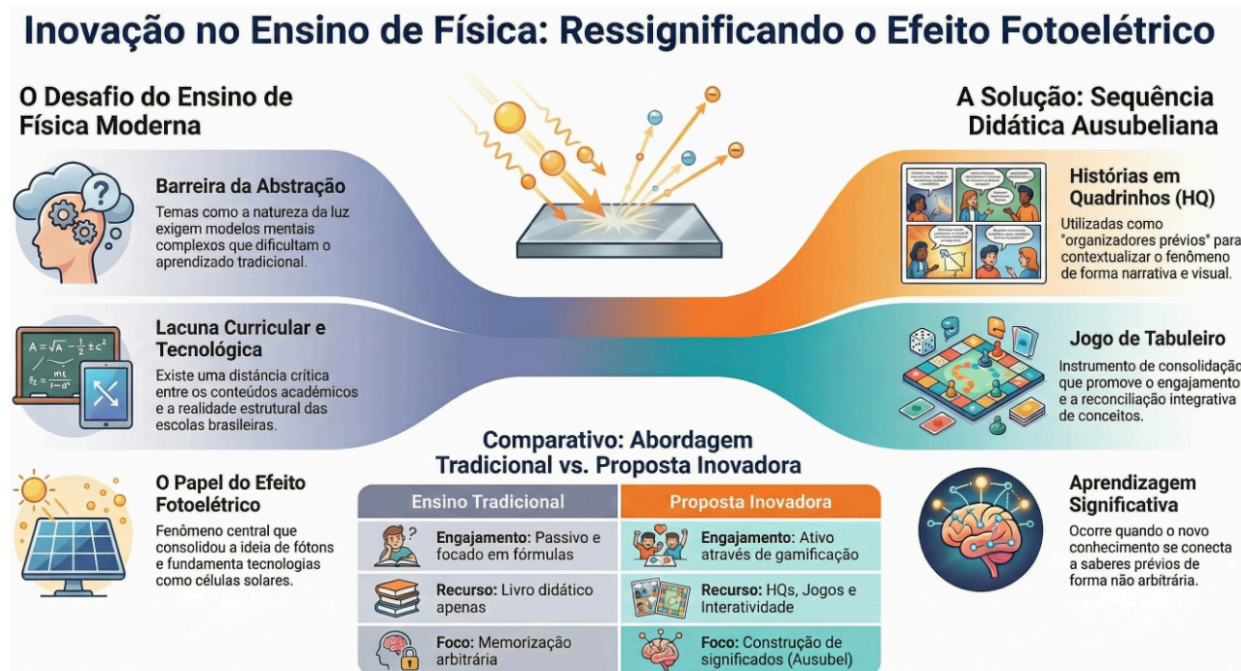 Inovação no Ensino de Física: Ressignificando o Efeito Fotoelétrico
O Desafio do Ensino de
Física Moderna
Barreira da Abstração
Temas como a natureza da luz
exigem modelos mentais
complexos que dificultam o
aprendizado tradicional.
Lacuna Curricular e
Tecnológica
Existe uma distância crítica
entre os conteúdos académicos
e a realidade estrutural das
escolas brasileiras.
O Papel do Efeito
Fotoelétrico
Fenômeno central que
consolidou a ideia de fótons
e fundamenta tecnologias
como células solares.
A Solução: Sequência
Didática Ausubeliana
Histórias em
Quadrinhos (HQ)
Utilizadas como
"organizadores prévios" para
contextualizar o fenômeno
de forma narrativa e visual.
Jogo de Tabuleiro
Instrumento de consolidação
que promove o engajamento
e a reconciliação integrativa
de conceitos.
Aprendizagem
Significativa
Ocorre quando o novo
conhecimento se conecta
a saberes prévios de
forma não arbitrária.
Comparativo: Abordagem
Tradicional vs. Proposta Inovadora
Ensino Tradicional
Proposta Inovadora
Engajamento: Passivo e
focado em fórmulas
Engajamento: Ativo
através de gamificação
Recurso: Livro didático
apenas
Recurso: HQs, Jogos e
Interatividade
Foco: Memorização
arbitrária
Foco: Construção de
significados (Ausubel)